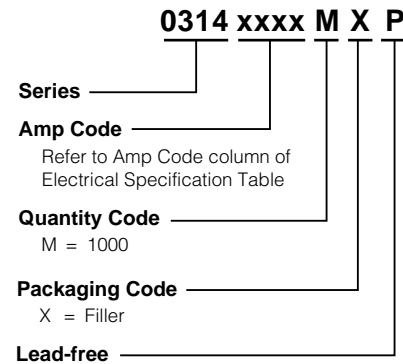 0314 xxxx M X P
Series
Amp Code
Refer to Amp Code column of
Electrical Specification Table
Quantity Code
M = 1000
Packaging Code
X = Filler
Lead-free